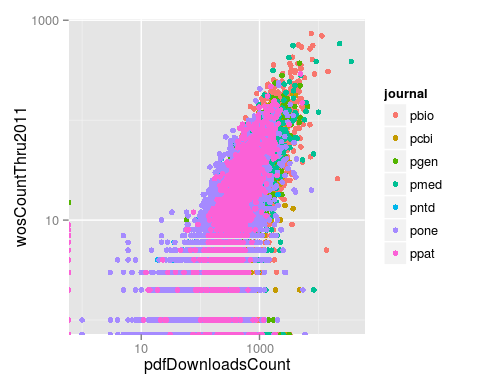 1000
10
wosCountThru2011
10
1000
pdfDownloadsCount
journal
pbio
pcbi
pgen
pmed
pntd
pone
ppat